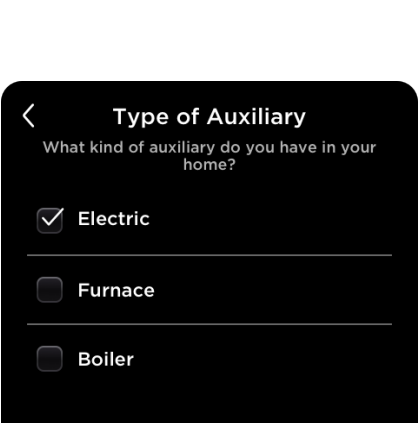 Type of Auxiliary
What kind of auxiliary do you have in your
home?
Electric
Furnace
Boiler